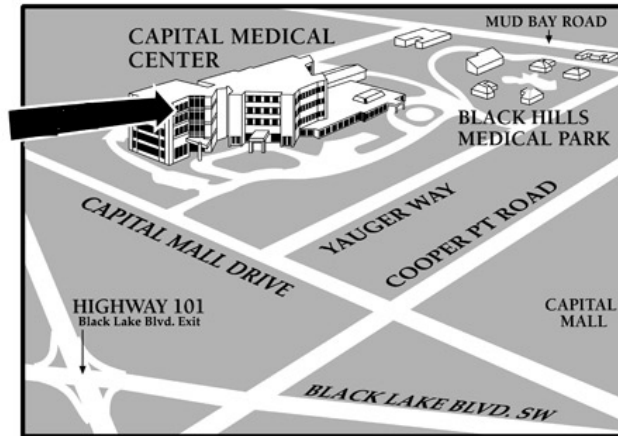 MUD BAY ROAD
CAPITAL MEDICAL
CENTER
BLACK HILLS
MEDICAL PARK
YAUGER WAY
COOPER PT ROAD
CAPITAL MALL DRIVE
HIGHWAY 101
Black Lake Blvd. Exit
CAPITAL
MALL
BLACK LAKE BLVD. SW